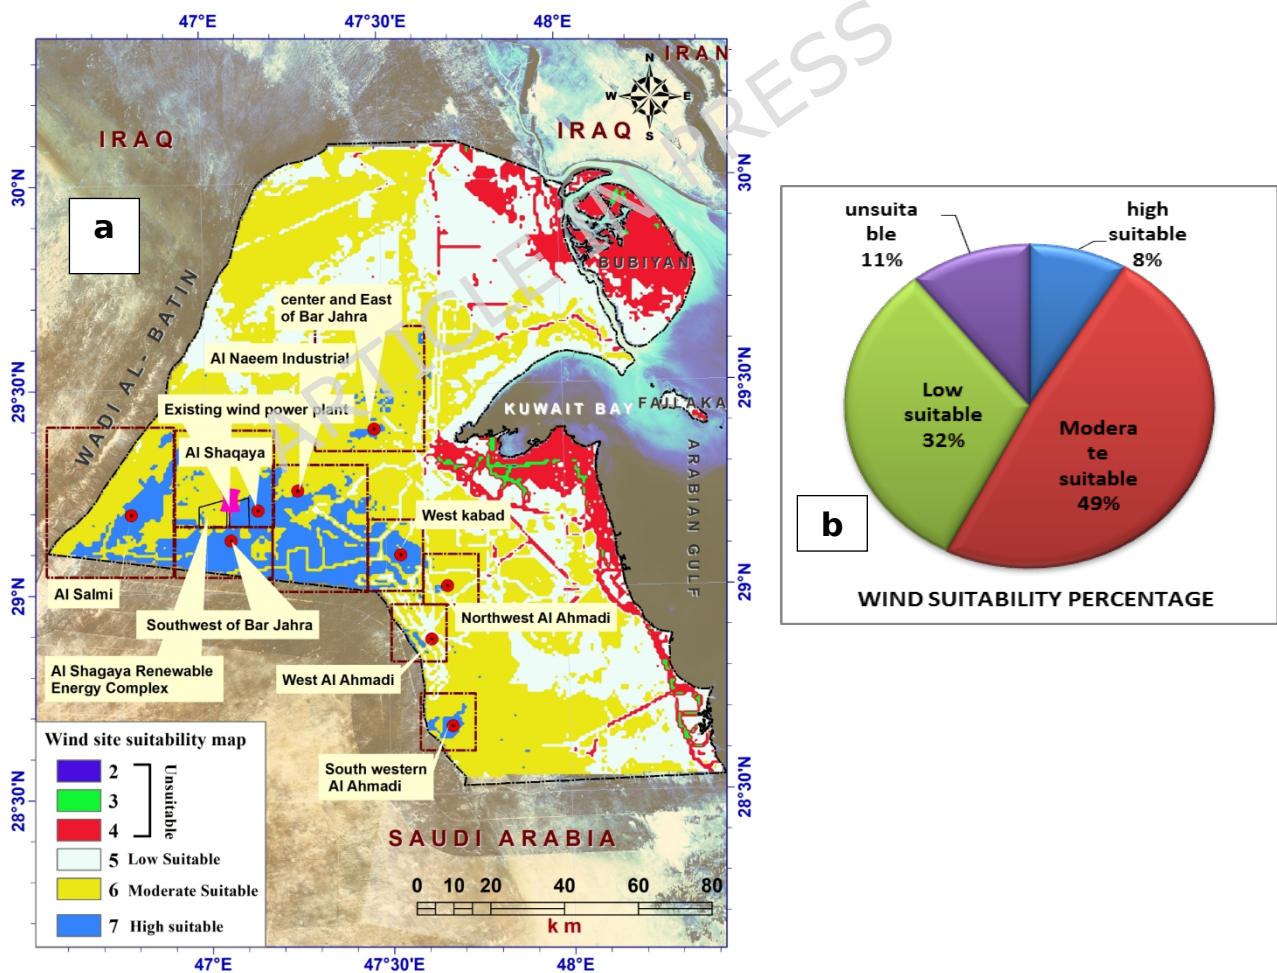 47°E
47°30'E
48°E
IRAN
N
W
E
S
IRAQ
IRAQ
ARTICLE IN PRESS
30°N
30°N
a
BUBIYAN
WADI AL- BATIN
center and East
of Bar Jahra
Al Naeem Industrial
29°30'N
29°30'N
Existing wind power plant
KUWAIT BAY
FAILAKA
Al Shaqaya
ARABIAN GULF
West kabad
29°N
29°N
Al Salmi
Southwest of Bar Jahra
Northwest Al Ahmadi
Al Shagaya Renewable
Energy Complex
West Al Ahmadi
South western
Al Ahmadi
28°30'N
28°30'N
Wind site suitability map
2
3
4
Unsuitable
5 Low Suitable
6 Moderate Suitable
7 High suitable
SAUDI ARABIA
0 10 20 40 80
km
47°E
47°30'E
48°E
unsuita
ble
11%
high
suitable
8%
Low
suitable
32%
Modera
te
suitable
49%
b
WIND SUITABILITY PERCENTAGE